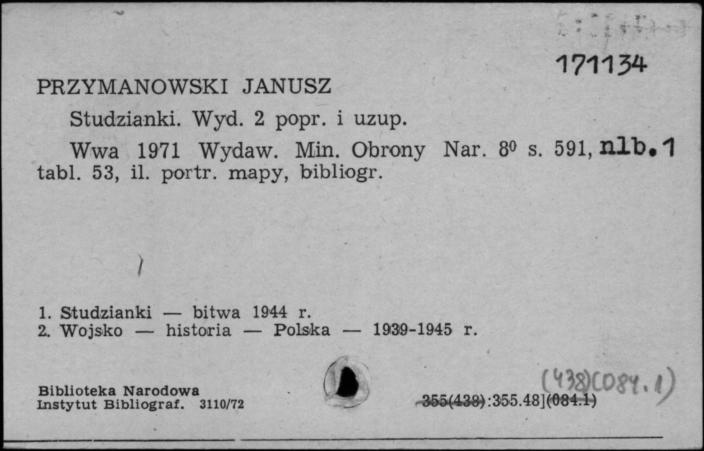 171134
PRZYMANOWSKI JANUSZ
Studzianki. Wyd. 2 popr. i uzup.
Wwa 1971 Wydaw. Min. Obrony Nar. 8⁰ s. 591, nlb. 1
tabl. 53, il. portr. mapy, bibliogr.
1. Studzianki — bitwa 1944 r.
2. Wojsko — historia — Polska — 1939-1945 r.
(438)(084.1)
Biblioteka Narodowa
Instytut Bibliograf. 3110/72
355(438):355.48](084.1)